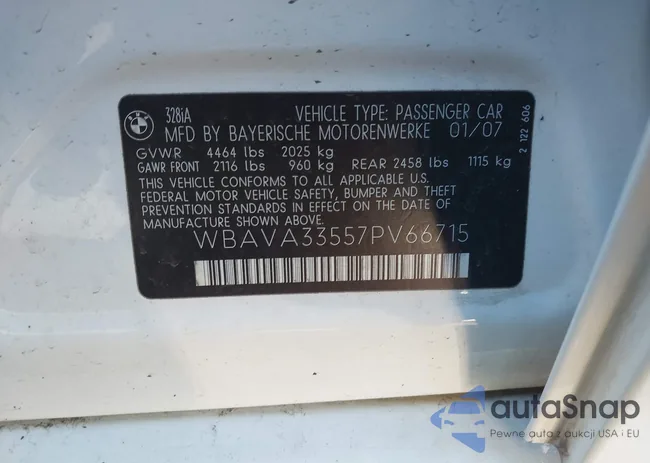 328iA VEHICLE TYPE: PASSENGER CAR
MFD BY BAYERISCHE MOTORENWERKE 01/07
GVWR 4464 lbs 2025 kg
GAWR FRONT 2116 lbs 960 kg REAR 2458 lbs 1115 kg
THIS VEHICLE CONFORMS TO ALL APPLICABLE U.S.
FEDERAL MOTOR VEHICLE SAFETY, BUMPER AND THEFT
PREVENTION STANDARDS IN EFFECT ON THE DATE OF
MANUFACTURE SHOWN ABOVE.
WBAVA33557PV66715
2 122 606
BMW
autaSnap
Pewne auta z aukcji USA i EU